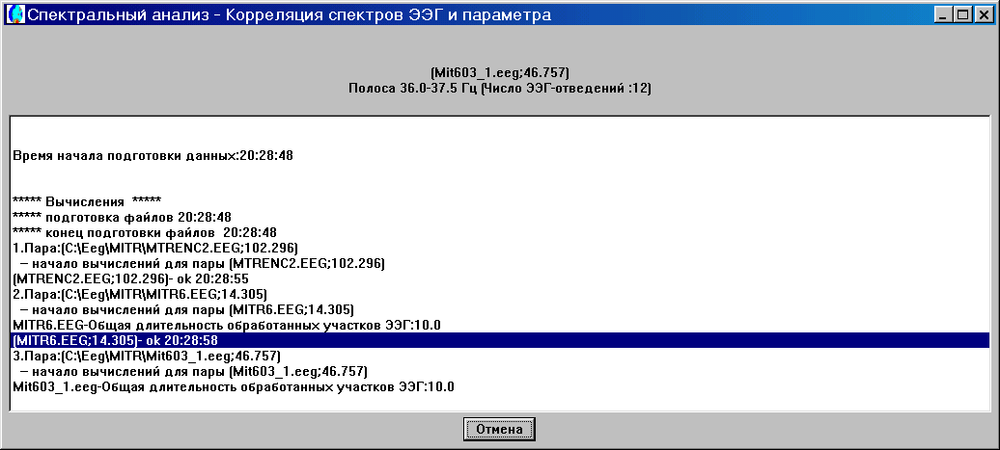 Спектральный анализ - Корреляция спектров ЭЭГ и параметра
(Mit603_1.eeg;46.757)
Полоса 36.0-37.5 Гц (Число ЭЭГ-отведений :12)
Время начала подготовки данных:20:28:48
***** Вычисления *****
***** подготовка файлов 20:28:48
***** конец подготовки файлов 20:28:48
1.Пара:(C:\Eeg\MITR\MTRENC2.EEG;102.296)
– начало вычислений для пары (MTRENC2.EEG;102.296)
(MTRENC2.EEG;102.296)- ok 20:28:55
2.Пара:(C:\Eeg\MITR\MITR6.EEG;14.305)
– начало вычислений для пары (MITR6.EEG;14.305)
MITR6.EEG-Общая длительность обработанных участков ЭЭГ:10.0
(MITR6.EEG;14.305)- ok 20:28:58
3.Пара:(C:\Eeg\MITR\Mit603_1.eeg;46.757)
– начало вычислений для пары (Mit603_1.eeg;46.757)
Mit603_1.eeg-Общая длительность обработанных участков ЭЭГ:10.0
Отмена